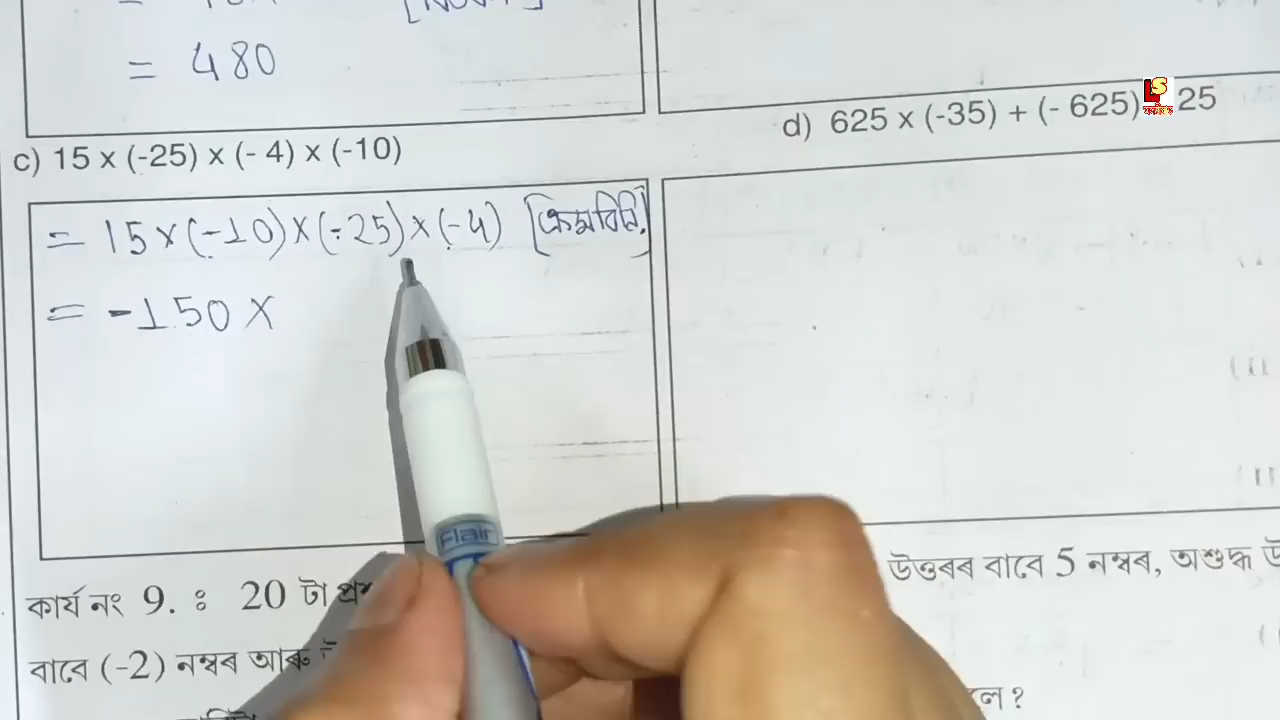 = 480
c) 15 x (-25) x (- 4) x (-10)
d) 625 x (-35) + (- 625) 25
= 15 x (-10) x (-25) x (-4) [ক্ৰমবিনি.]
= -150 x
কাৰ্য নং 9. ঃ 20 টা
উত্তৰৰ বাবে 5 নম্বৰ, অশুদ্ধ
বাবে (-2) নম্বৰ আৰু